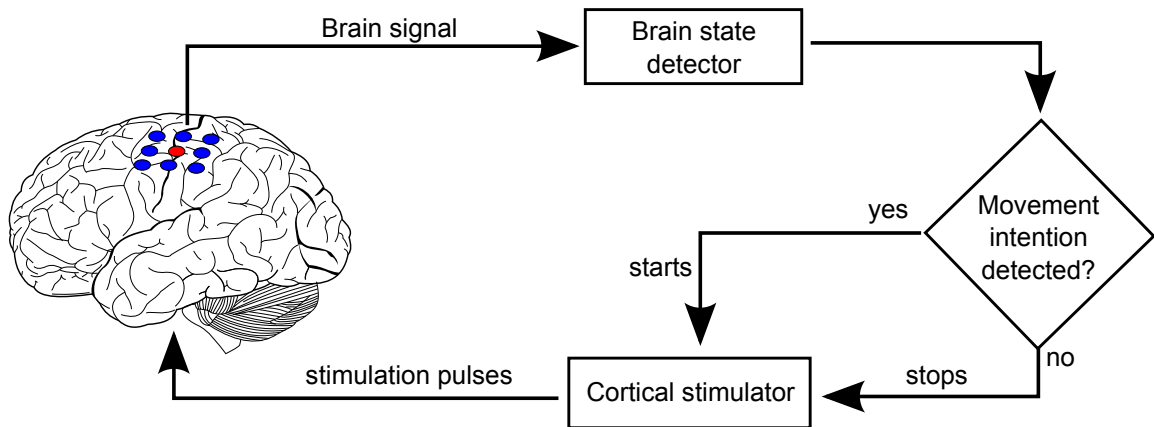 Brain signal
Brain state
detector
Movement
intention
detected?
yes
starts
no
stops
Cortical stimulator
stimulation pulses